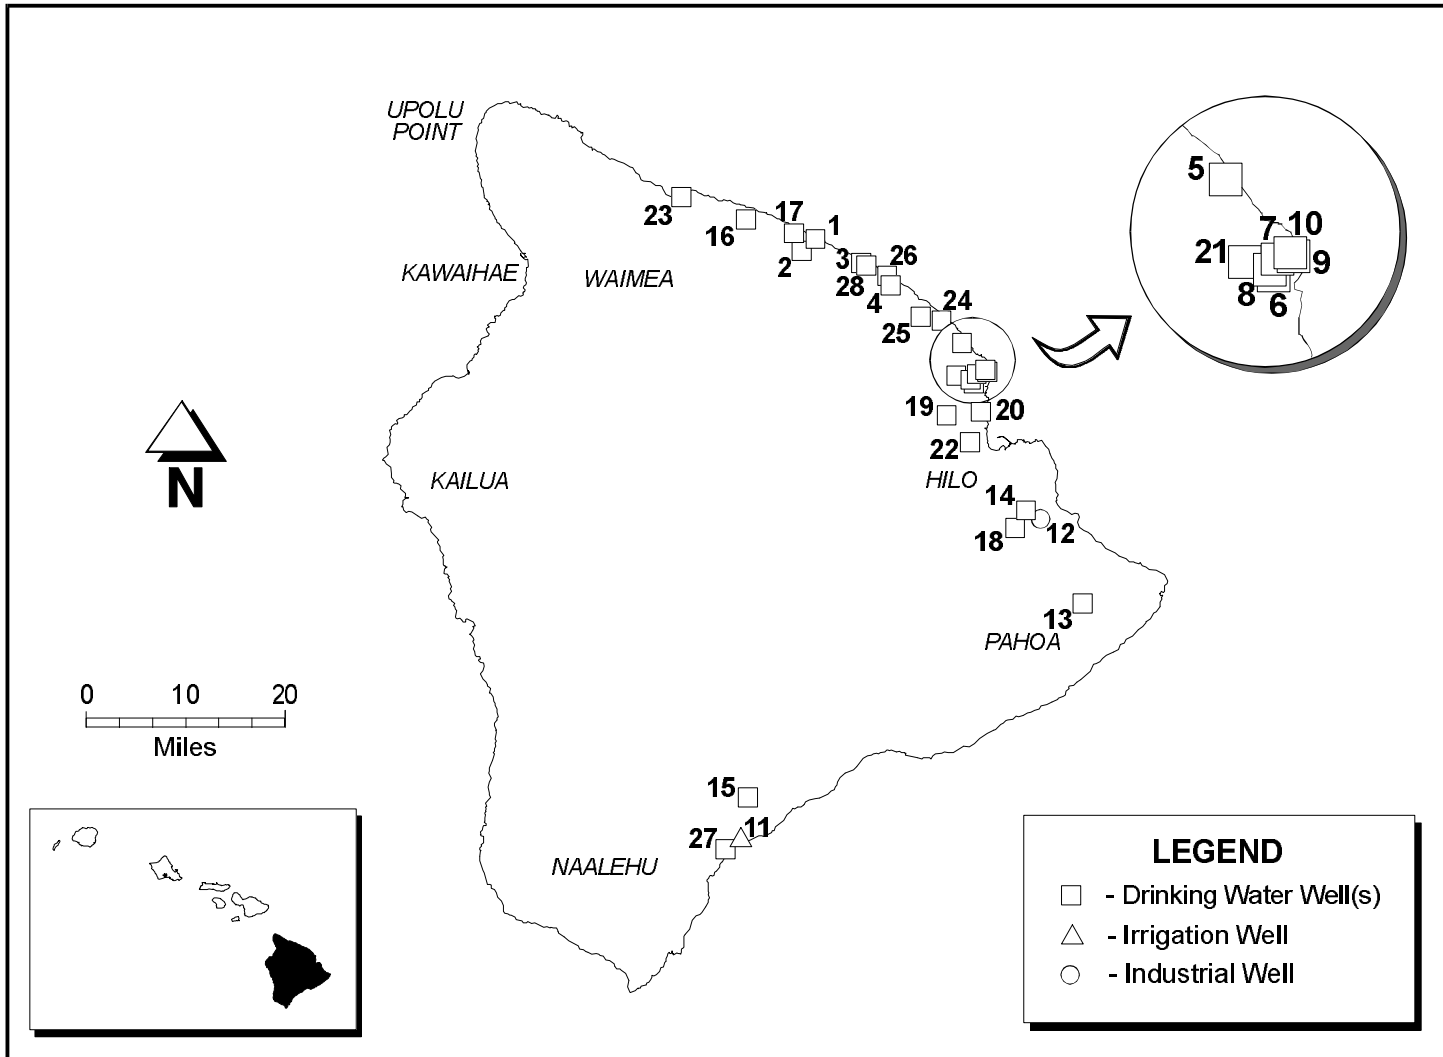 UPOLU
POINT
5
23
16
17
1
2
3
26
28
4
24
25
7
10
21
9
8
6
KAWAIHAE
WAIMEA
19
20
22
N
KAILUA
HILO
14
12
18
13
PAHOA
0 10 20
Miles
15
11
27
NAALEHU
LEGEND
- Drinking Water Well(s)
- Irrigation Well
- Industrial Well